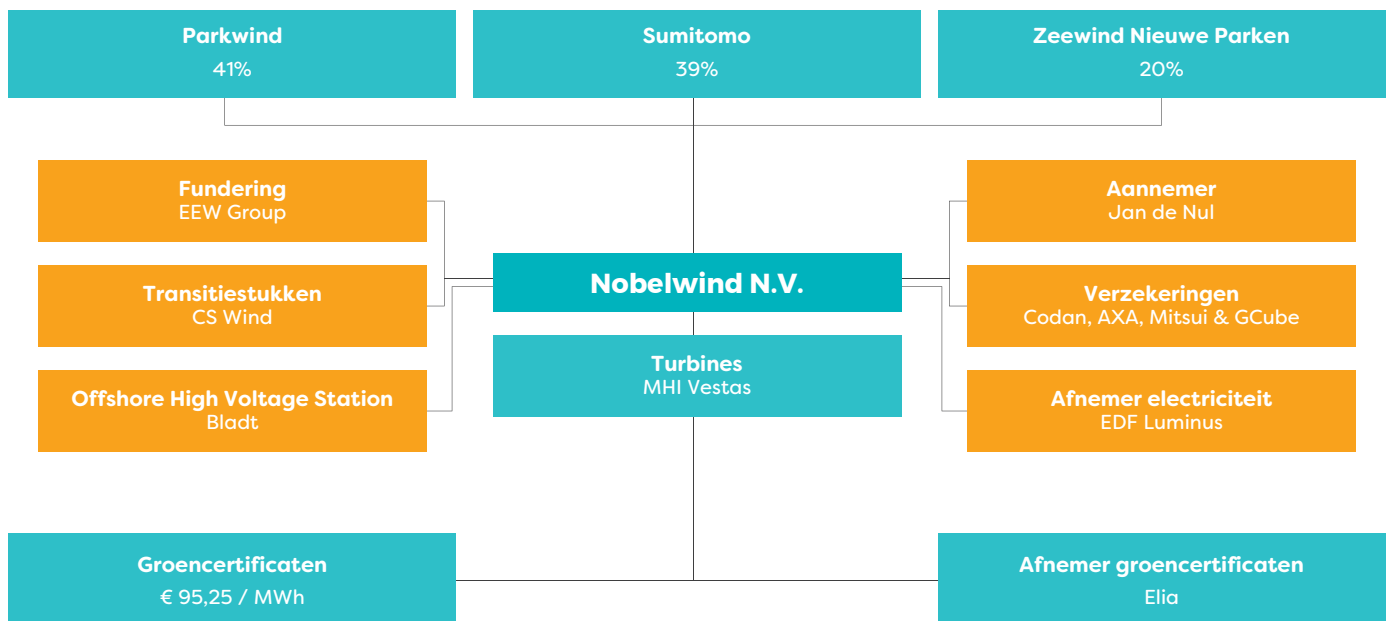 Parkwind
41%
Sumitomo
39%
Zeewind Nieuwe Parken
20%
Fundering
EEW Group
Aannemer
Jan de Nul
Nobelwind N.V.
Transitiestukken
CS Wind
Verzekeringen
Codan, AXA, Mitsui & GCube
Turbines
MHI Vestas
Offshore High Voltage Station
Bladt
Afnemer electriciteit
EDF Luminus
Groencertificaten
€ 95,25 / MWh
Afnemer groencertificaten
Elia